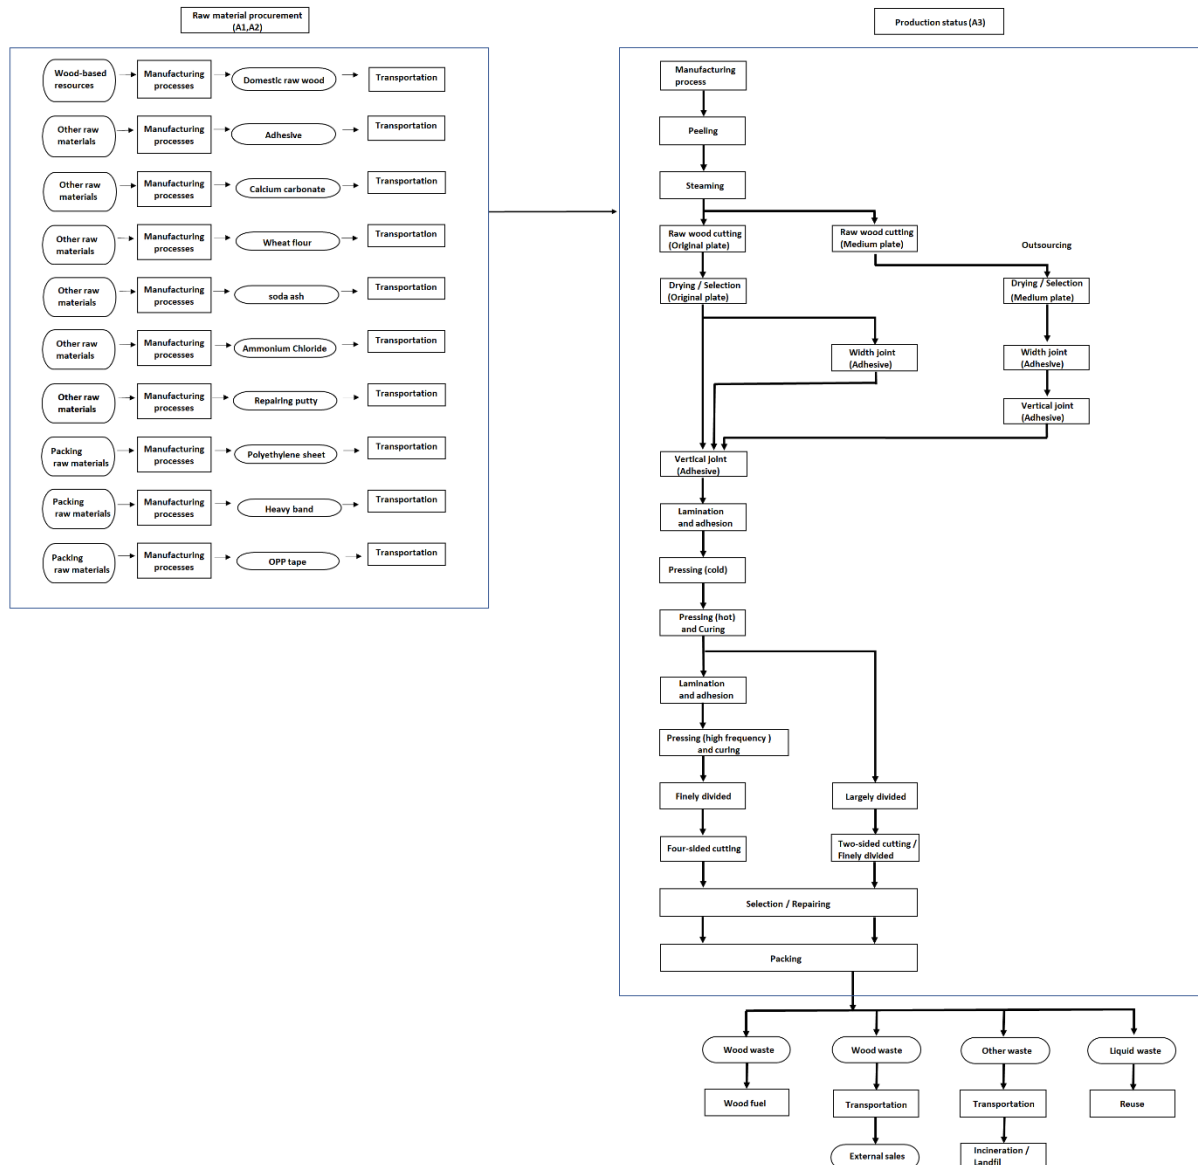 Raw material procurement
(A1,A2)
Production status (A3)
Wood-based
resources
Manufacturing
processes
Domestic raw wood
Transportation
Other raw
materials
Manufacturing
processes
Adhesive
Transportation
Other raw
materials
Manufacturing
processes
Calcium carbonate
Transportation
Other raw
materials
Manufacturing
processes
Wheat flour
Transportation
Other raw
materials
Manufacturing
processes
soda ash
Transportation
Other raw
materials
Manufacturing
processes
Ammonium Chloride
Transportation
Other raw
materials
Manufacturing
processes
Repairing putty
Transportation
Packing
raw materials
Manufacturing
processes
Polyethylene sheet
Transportation
Packing
raw materials
Manufacturing
processes
Heavy band
Transportation
Packing
raw materials
Manufacturing
processes
OPP tape
Transportation
Manufacturing
process
Peeling
Steaming
Raw wood cutting
(Original plate)
Raw wood cutting
(Medium plate)
Outsourcing
Drying / Selection
(Original plate)
Drying / Selection
(Medium plate)
Width joint
(Adhesive)
Width joint
(Adhesive)
Vertical joint
(Adhesive)
Vertical joint
(Adhesive)
Lamination
and adhesion
Pressing (cold)
Pressing (hot)
and Curing
Lamination
and adhesion
Pressing (high frequency )
and curing
Finely divided
Largely divided
Four-sided cutting
Two-sided cutting /
Finely divided
Selection / Repairing
Packing
Wood waste
Wood waste
Other waste
Liquid waste
Wood fuel
Transportation
Transportation
Reuse
External sales
Incineration /
Landfil